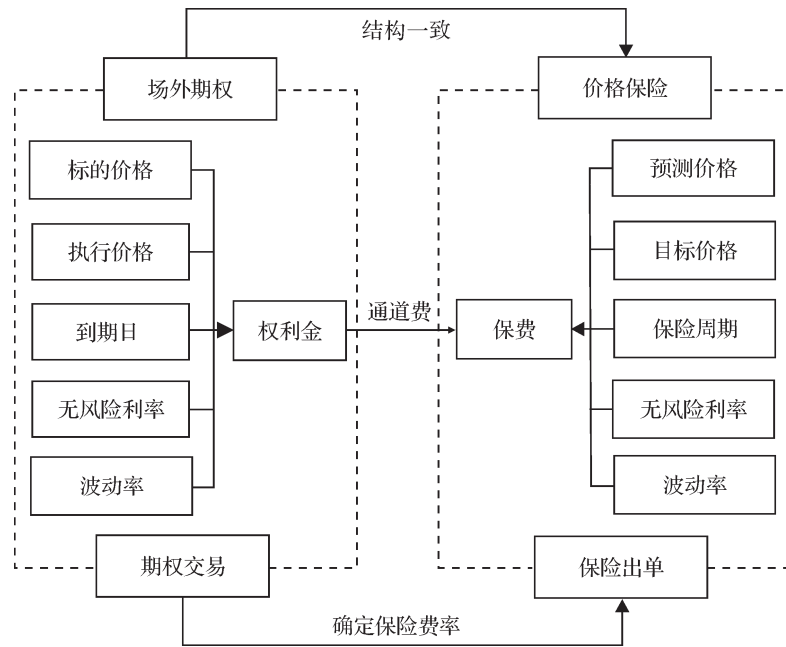 结构一致
场外期权
价格保险
标的价格
预测价格
执行价格
目标价格
到期日
权利金
通道费
保费
保险周期
无风险利率
无风险利率
波动率
波动率
期权交易
保险出单
确定保险费率